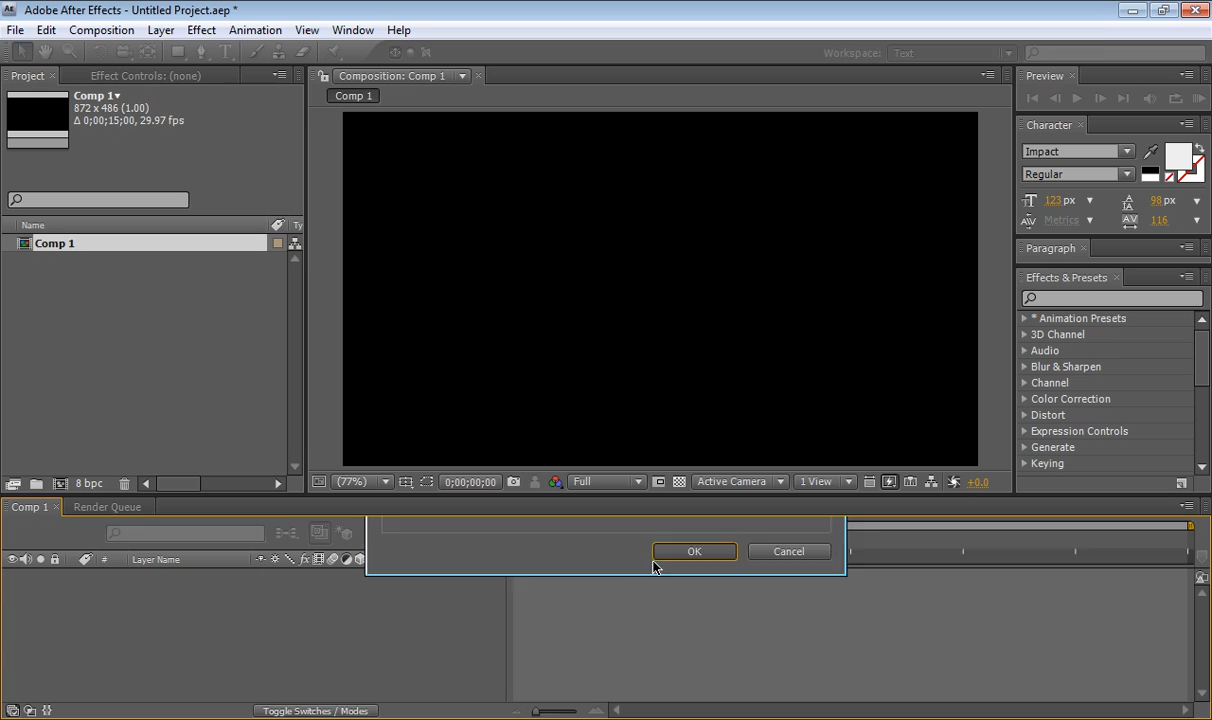 Adobe After Effects - Untitled Project.aep *
File Edit Composition Layer Effect Animation View Window Help
Workspace: Text
Project Effect Controls: (none)
Composition: Comp 1
Comp 1
Comp 1
872 x 486 (1.00)
Δ 0;00;15;00, 29.97 fps
Name Ty
Comp 1
8 bpc
(77%) 0;00;00;00 Full Active Camera 1 View +0.0
Preview
Character
Impact
Regular
123 px 98 px
Metrics 116
Paragraph
Effects & Presets
* Animation Presets
3D Channel
Audio
Blur & Sharpen
Channel
Color Correction
Distort
Expression Controls
Generate
Keying
Comp 1 Render Queue
# Layer Name
OK Cancel
Toggle Switches / Modes